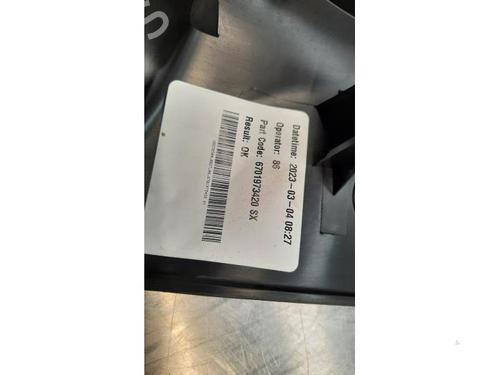 Datetime: 2023-03-04 08:27
Operator: 86
Part Code: 6701973420 SX
Result: OK